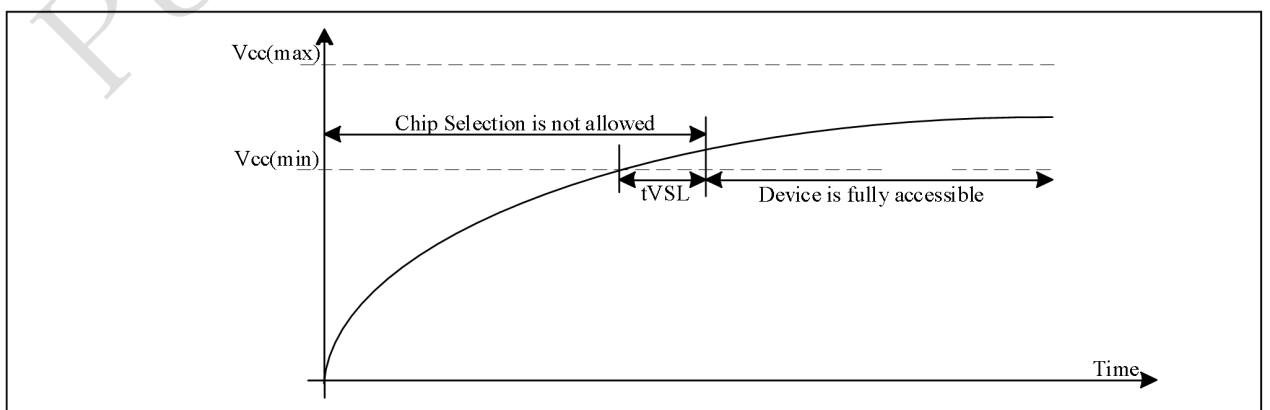 Vcc(max)
Chip Selection is not allowed
Vcc(min)
tVSL
Device is fully accessible
Time